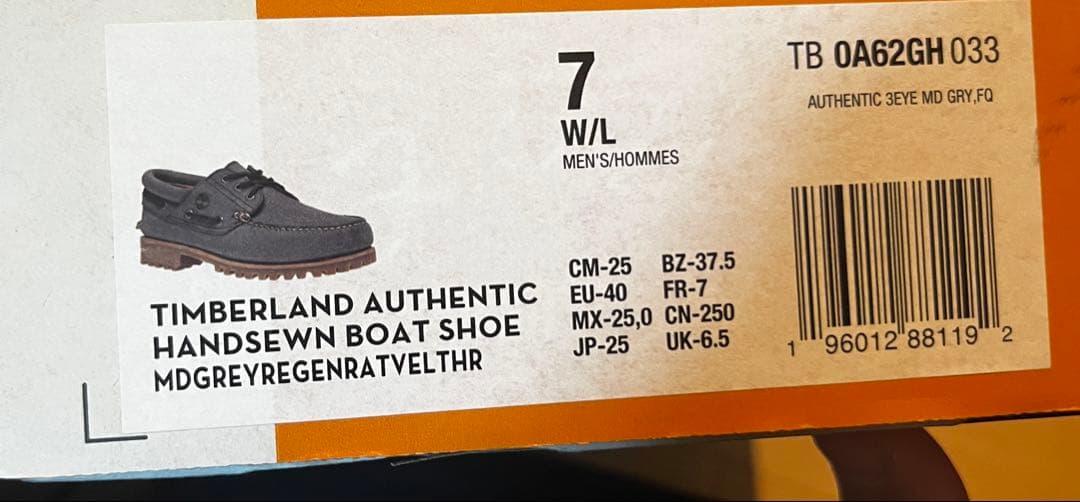 7
W/L
MEN'S/HOMMES
TB 0A62GH 033
AUTHENTIC 3EYE MD GRY,FQ
TIMBERLAND AUTHENTIC
HANDSEWN BOAT SHOE
MDGREYREGENRATVELTHR
CM-25 BZ-37.5
EU-40 FR-7
MX-25,0 CN-250
JP-25 UK-6.5
1 96012 88119 2